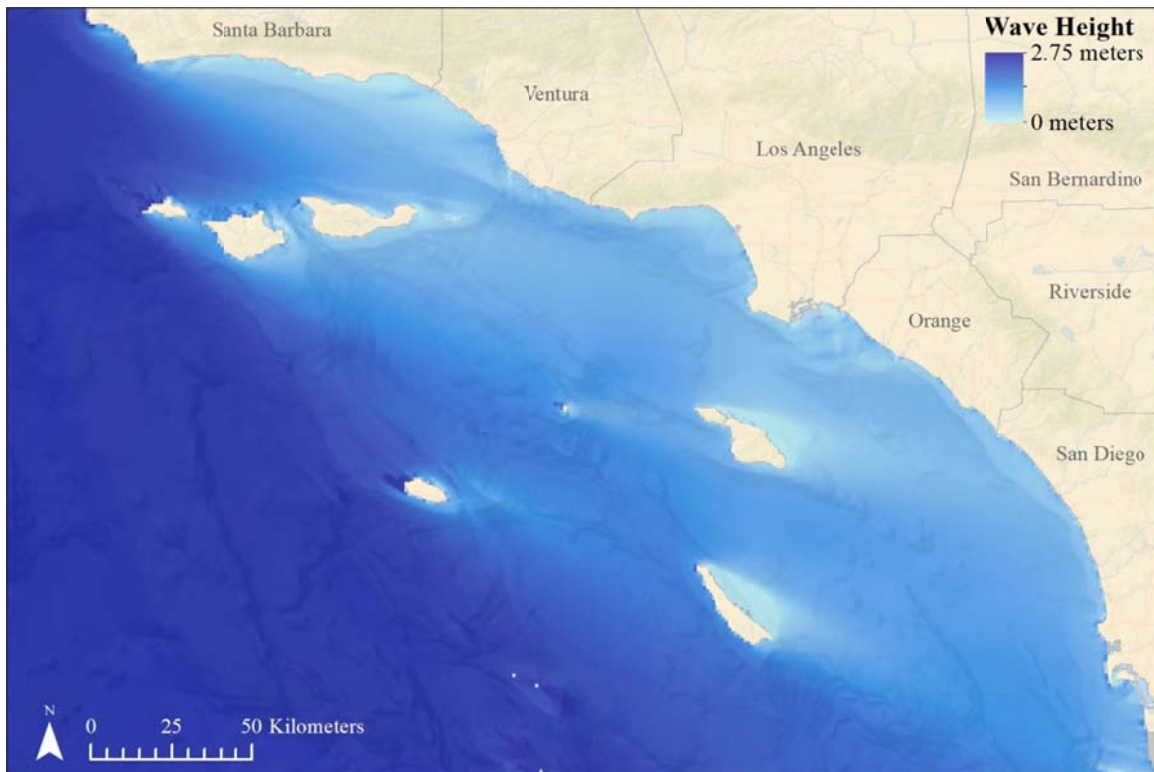 Santa Barbara
Wave Height
2.75 meters
0 meters
Ventura
Los Angeles
San Bernardino
Riverside
Orange
San Diego
N
0 25 50 Kilometers